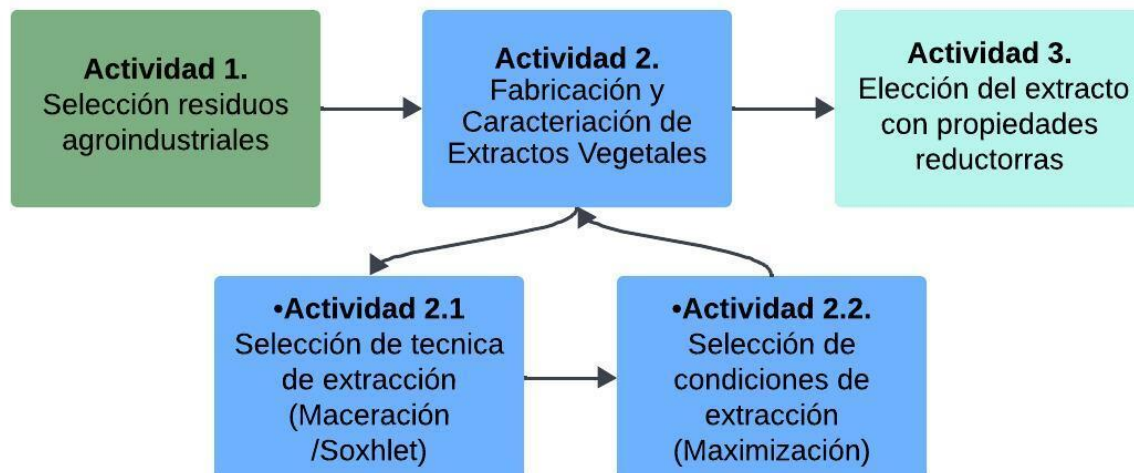 Actividad 1.
Selección residuos
agroindustriales
Actividad 2.
Fabricación y
Caracteriación de
Extractos Vegetales
Actividad 3.
Elección del extracto
con propiedades
reductorras
•Actividad 2.1
Selección de tecnica
de extracción
(Maceración
/Soxhlet)
•Actividad 2.2.
Selección de
condiciones de
extracción
(Maximización)